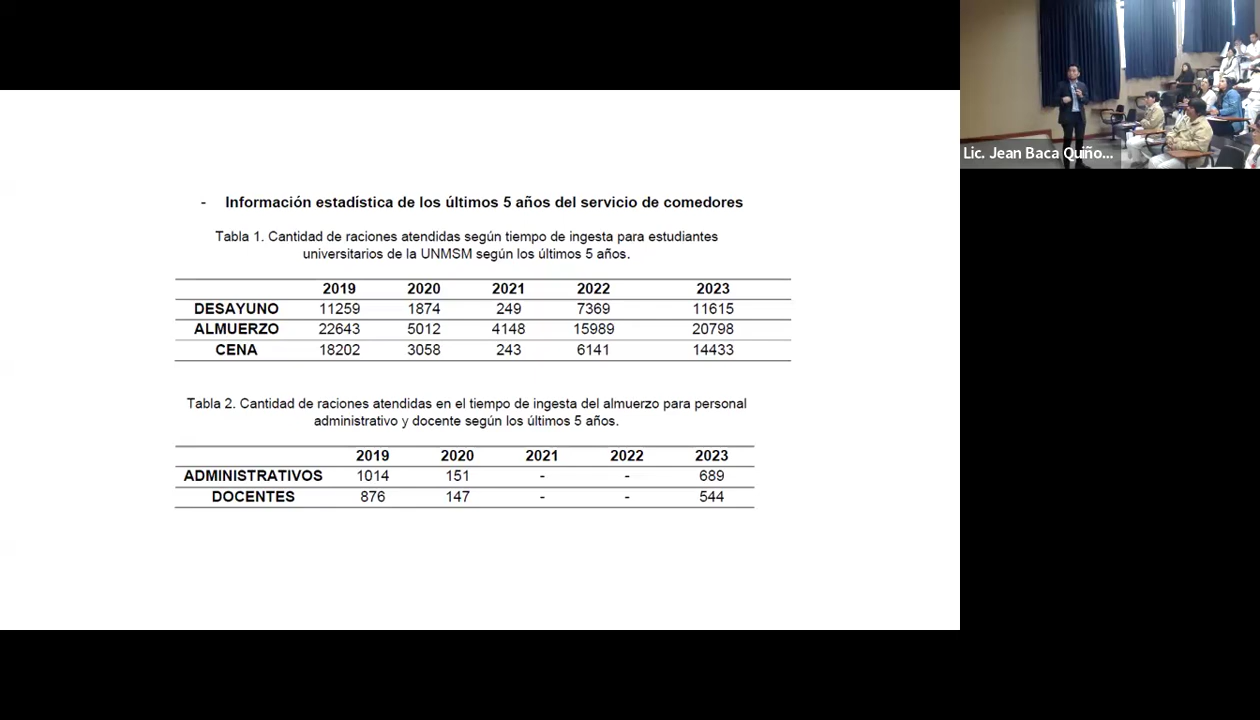 - Información estadística de los últimos 5 años del servicio de comedores
Tabla 1. Cantidad de raciones atendidas según tiempo de ingesta para estudiantes
universitarios de la UNMSM según los últimos 5 años.
2019 2020 2021 2022 2023
DESAYUNO 11259 1874 249 7369 11615
ALMUERZO 22643 5012 4148 15989 20798
CENA 18202 3058 243 6141 14433
Tabla 2. Cantidad de raciones atendidas en el tiempo de ingesta del almuerzo para personal
administrativo y docente según los últimos 5 años.
2019 2020 2021 2022 2023
ADMINISTRATIVOS 1014 151 - - 689
DOCENTES 876 147 - - 544
Lic. Jean Baca Quiño...